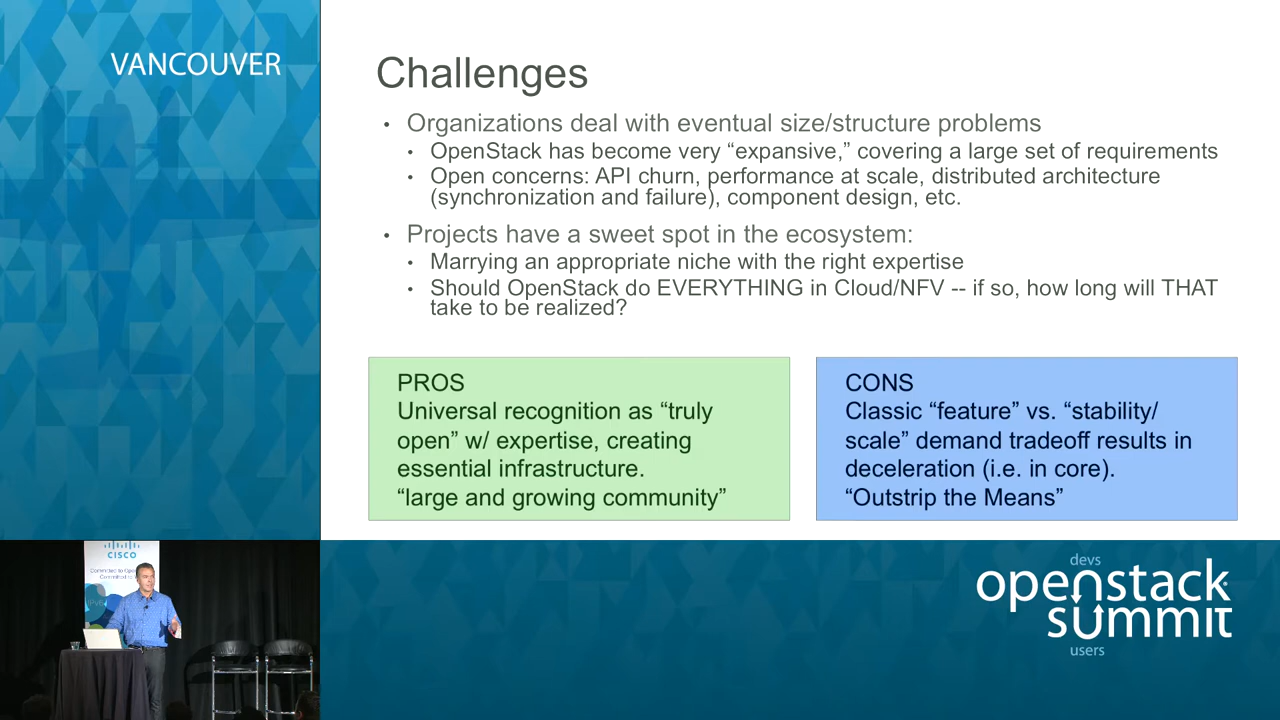 VANCOUVER
Challenges
• Organizations deal with eventual size/structure problems
• OpenStack has become very “expansive,” covering a large set of requirements
• Open concerns: API churn, performance at scale, distributed architecture
(synchronization and failure), component design, etc.
• Projects have a sweet spot in the ecosystem:
• Marrying an appropriate niche with the right expertise
• Should OpenStack do EVERYTHING in Cloud/NFV -- if so, how long will THAT
take to be realized?
PROS
Universal recognition as “truly
open” w/ expertise, creating
essential infrastructure.
“large and growing community”
CONS
Classic “feature” vs. “stability/
scale” demand tradeoff results in
deceleration (i.e. in core).
“Outstrip the Means”
CISCO
devs
openstack
summit
users